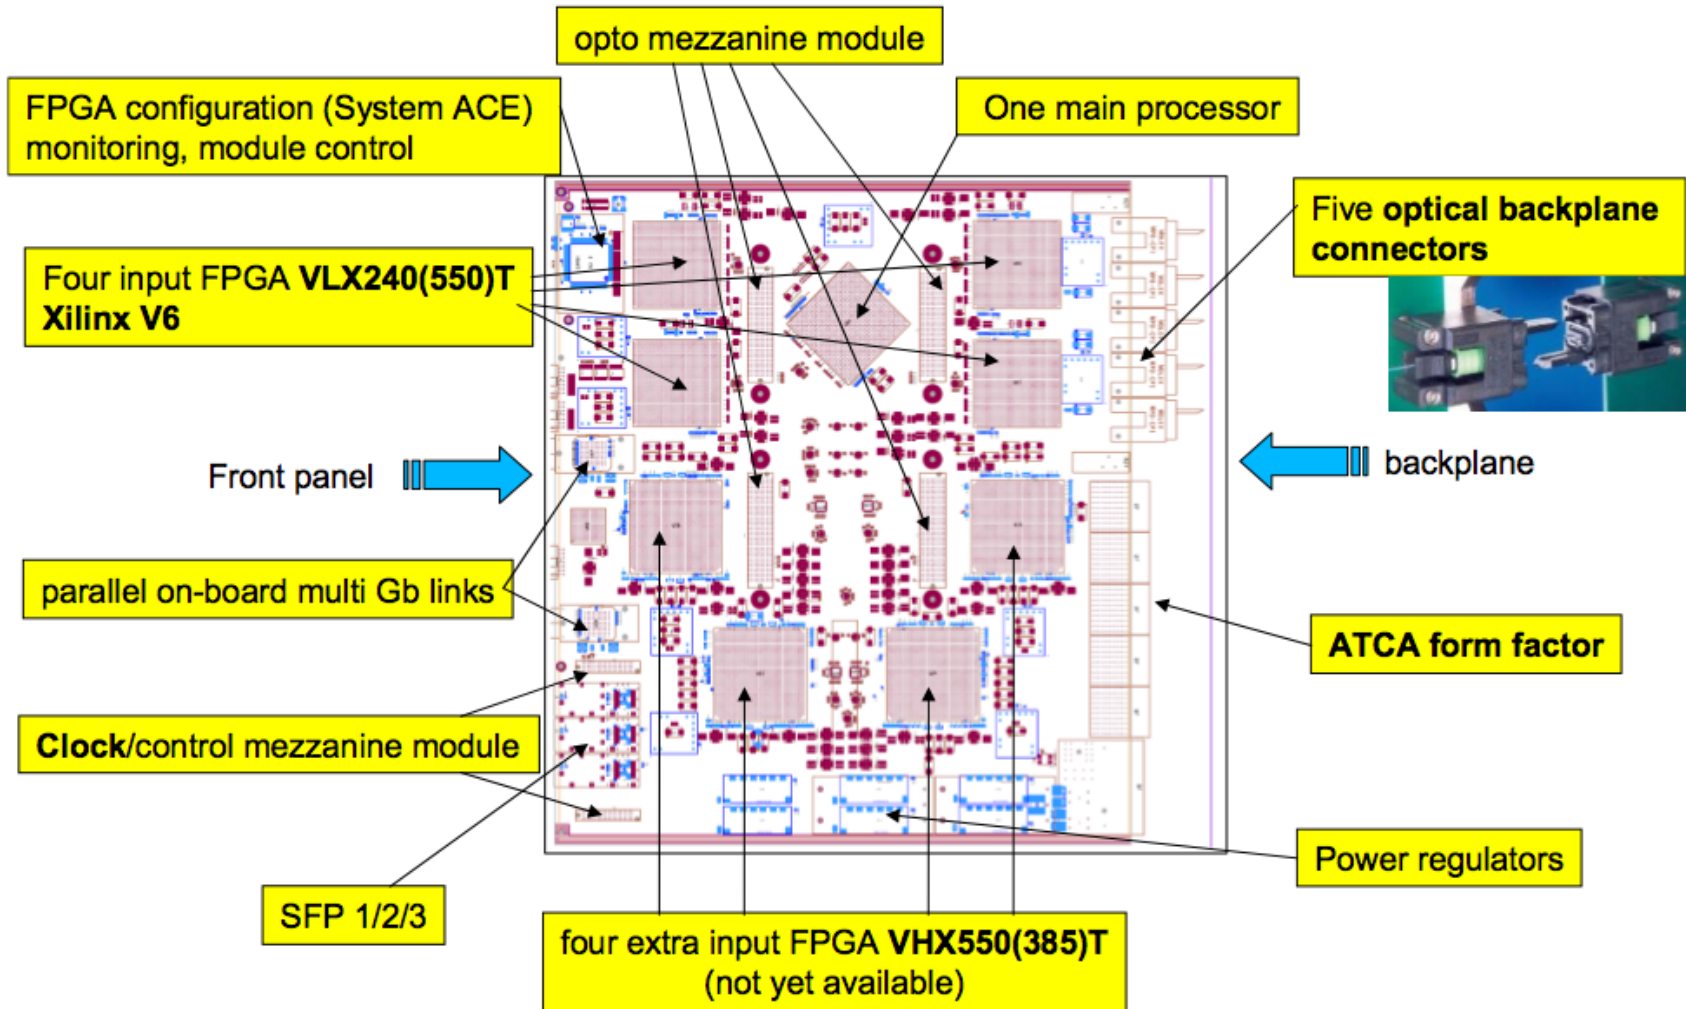 opto mezzanine module
FPGA configuration (System ACE)
monitoring, module control
One main processor
Five optical backplane
connectors
Four input FPGA VLX240(550)T
Xilinx V6
Front panel
backplane
parallel on-board multi Gb links
ATCA form factor
Clock/control mezzanine module
Power regulators
SFP 1/2/3
four extra input FPGA VHX550(385)T
(not yet available)